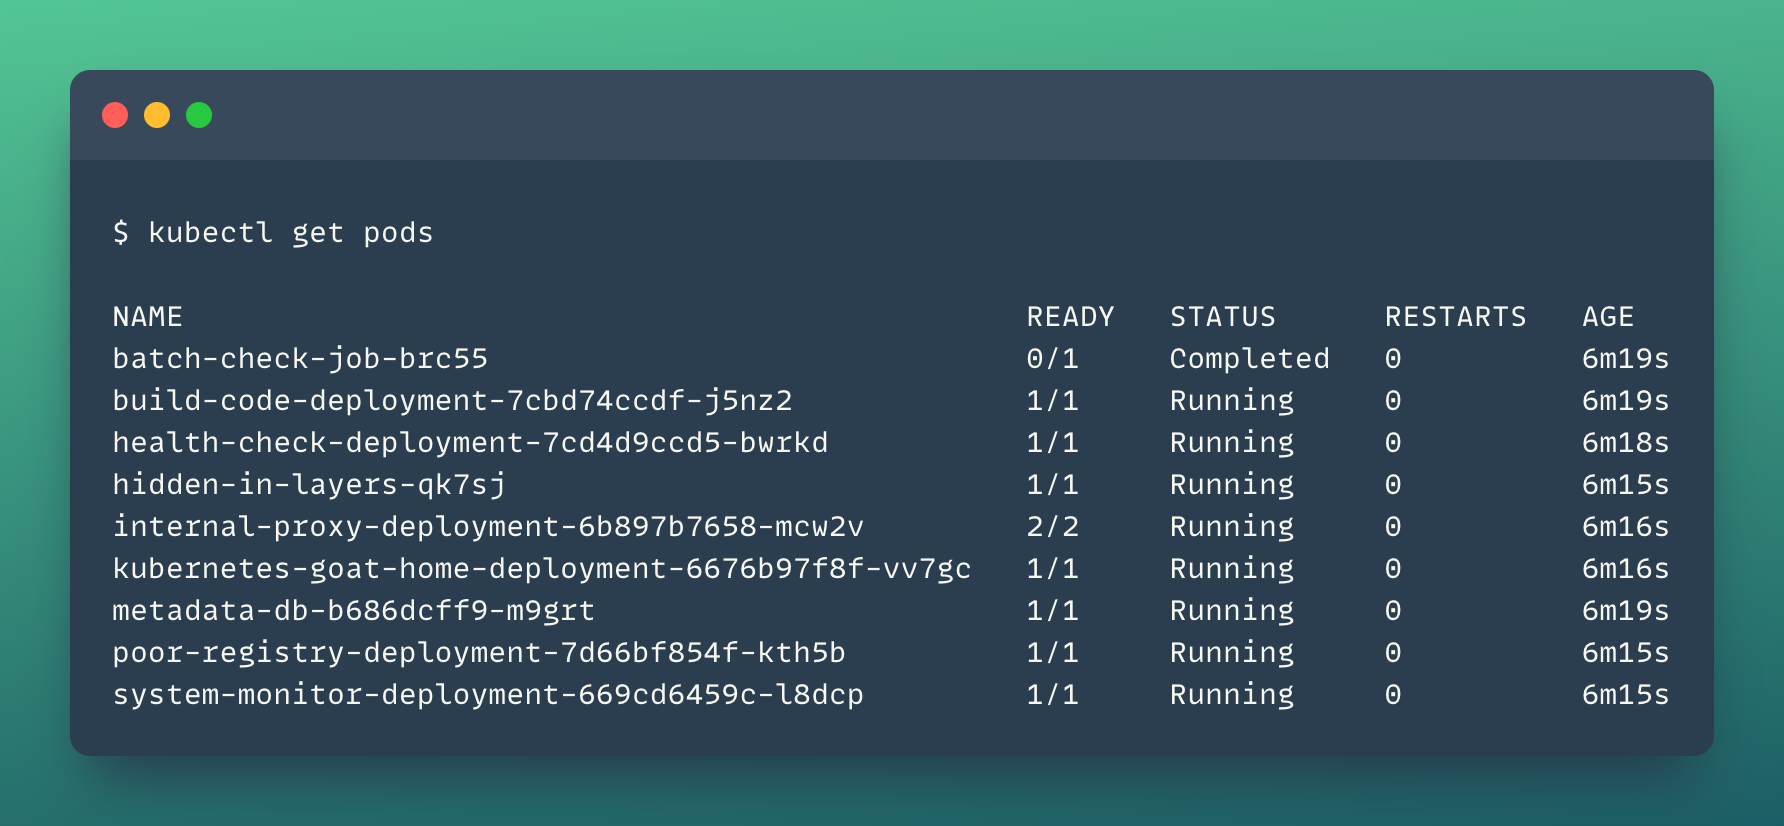 $ kubectl get pods
NAME READY STATUS RESTARTS AGE
batch-check-job-brc55 0/1 Completed 0 6m19s
build-code-deployment-7cbd74ccdf-j5nz2 1/1 Running 0 6m19s
health-check-deployment-7cd4d9ccd5-bwrkd 1/1 Running 0 6m18s
hidden-in-layers-qk7sj 1/1 Running 0 6m15s
internal-proxy-deployment-6b897b7658-mcw2v 2/2 Running 0 6m16s
kubernetes-goat-home-deployment-6676b97f8f-vv7gc 1/1 Running 0 6m16s
metadata-db-b686dcff9-m9grt 1/1 Running 0 6m19s
poor-registry-deployment-7d66bf854f-kth5b 1/1 Running 0 6m15s
system-monitor-deployment-669cd6459c-l8dcp 1/1 Running 0 6m15s